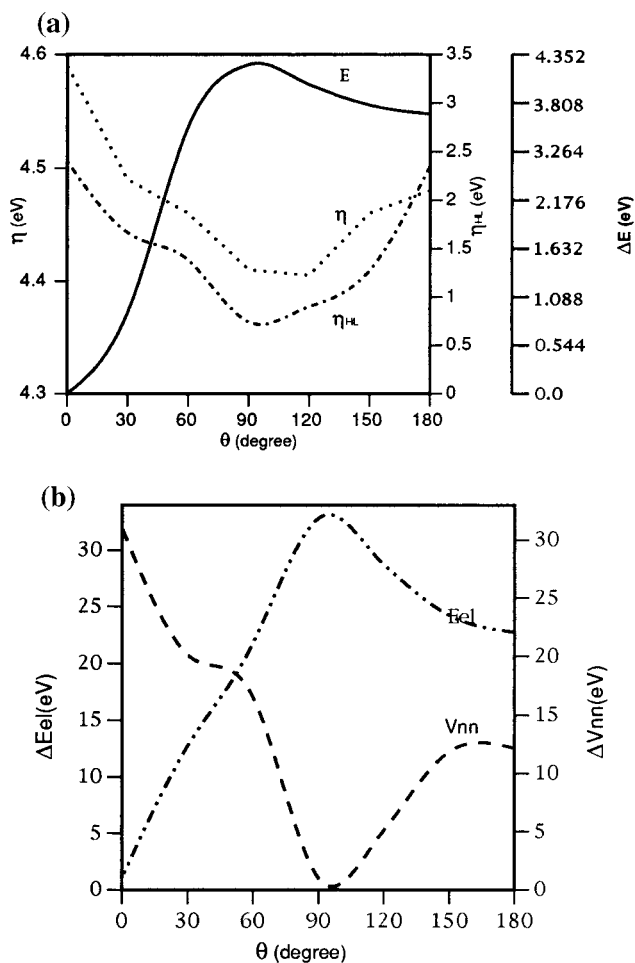 (a)
4.6
4.5
4.4
4.3
η (eV)
E
η
ηHL
0 30 60 90 120 150 180
θ (degree)
3.5
3
2.5
2
1.5
1
0.5
0
ηHL (eV)
4.352
3.808
3.264
2.176
1.632
1.088
0.544
0.0
ΔE (eV)
(b)
30
25
20
15
10
5
0
ΔEel(eV)
Eel
Vnn
0 30 60 90 120 150 180
θ (degree)
30
25
20
15
10
5
0
ΔVnn(eV)